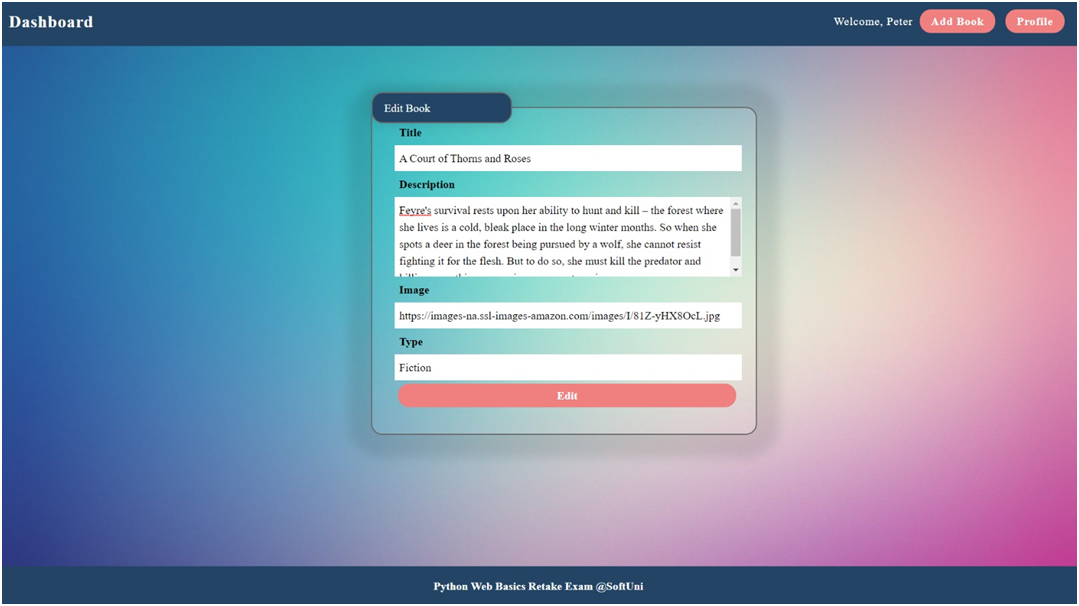 Dashboard
Welcome, Peter Add Book Profile
Edit Book
Title
A Court of Thorns and Roses
Description
Feyre's survival rests upon her ability to hunt and kill – the forest where
she lives is a cold, bleak place in the long winter months. So when she
spots a deer in the forest being pursued by a wolf, she cannot resist
fighting it for the flesh. But to do so, she must kill the predator and
Image
https://images-na.ssl-images-amazon.com/images/I/81Z-yHX8OcL.jpg
Type
Fiction
Edit
Python Web Basics Retake Exam @SoftUni